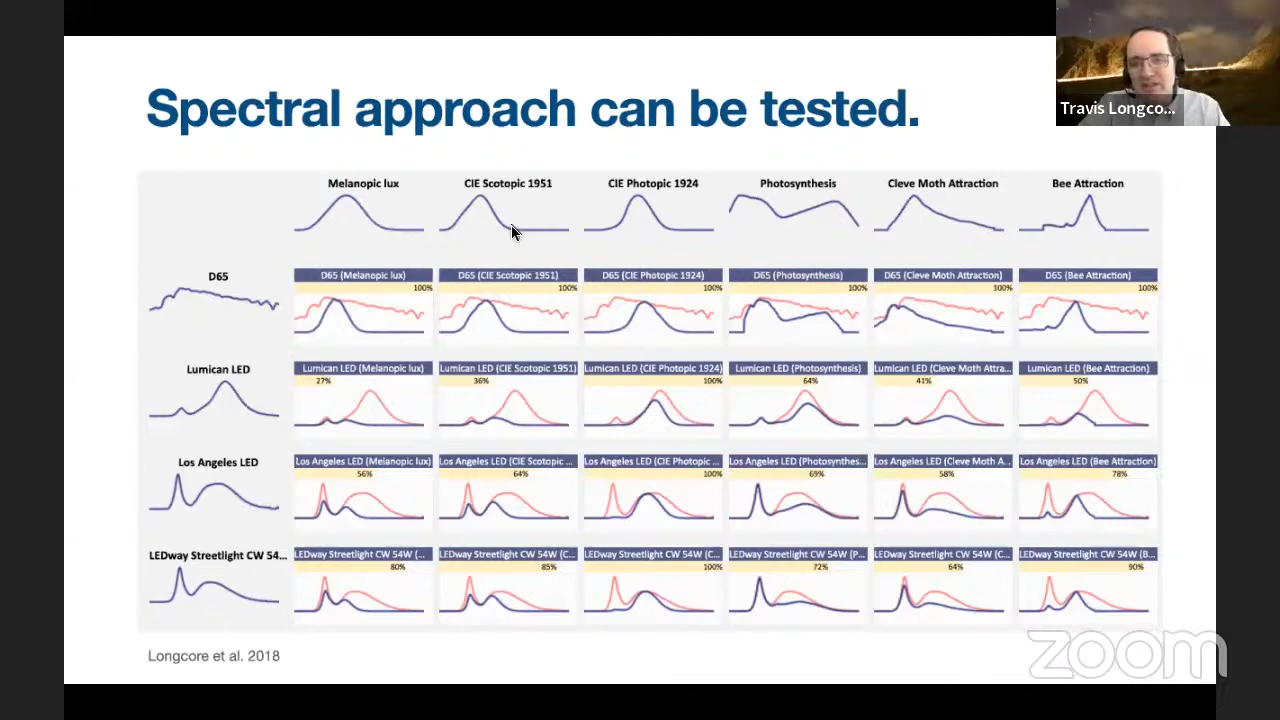 Travis Longco...
Spectral approach can be tested.
Melanopic lux
CIE Scotopic 1951
CIE Photopic 1924
Photosynthesis
Cleve Moth Attraction
Bee Attraction
D65
D65 (Melanopic lux)
D65 (CIE Scotopic 1951)
D65 (CIE Photopic 1924)
D65 (Photosynthesis)
D65 (Cleve Moth Attraction)
D65 (Bee Attraction)
100%
100%
100%
100%
100%
100%
Lumican LED
Lumican LED (Melanopic lux)
Lumican LED (CIE Scotopic 1951)
Lumican LED (CIE Photopic 1924)
Lumican LED (Photosynthesis)
Lumican LED (Cleve Moth Attra...
Lumican LED (Bee Attraction)
27%
36%
100%
64%
41%
50%
Los Angeles LED
Los Angeles LED (Melanopic lux)
Los Angeles LED (CIE Scotopic ...
Los Angeles LED (CIE Photopic ...
Los Angeles LED (Photosynthes...
Los Angeles LED (Cleve Moth A...
Los Angeles LED (Bee Attraction)
56%
64%
100%
69%
58%
78%
LEDway Streetlight CW 54...
LEDway Streetlight CW 54W (...
LEDway Streetlight CW 54W (C...
LEDway Streetlight CW 54W (C...
LEDway Streetlight CW 54W (P...
LEDway Streetlight CW 54W (C...
LEDway Streetlight CW 54W (B...
80%
85%
100%
72%
64%
90%
Longcore et al. 2018
zoom